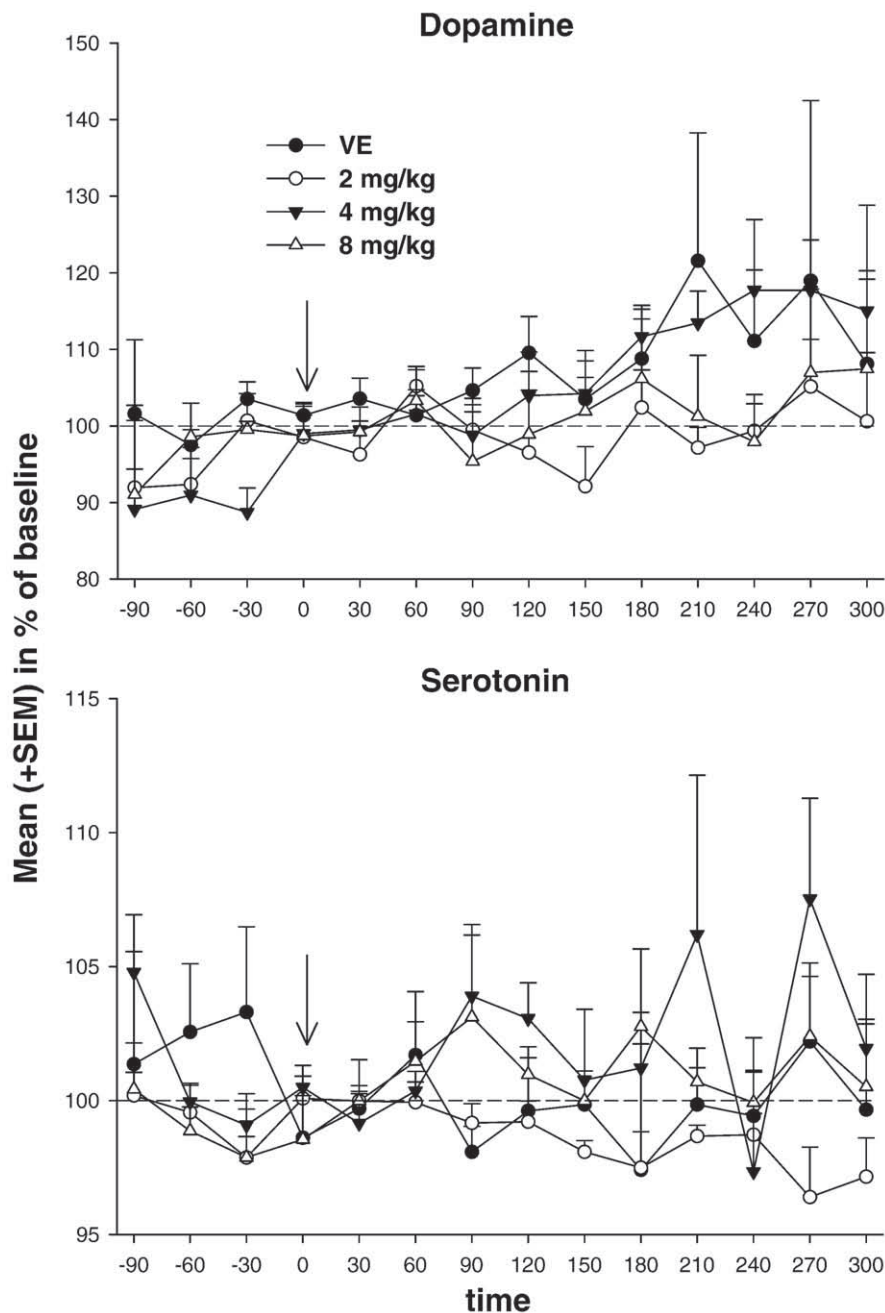 Dopamine
150
140
130
120
110
100
90
80
VE
2 mg/kg
4 mg/kg
8 mg/kg
-90 -60 -30 0 30 60 90 120 150 180 210 240 270 300
Mean (+SEM) in % of baseline
Serotonin
115
110
105
100
95
-90 -60 -30 0 30 60 90 120 150 180 210 240 270 300
time